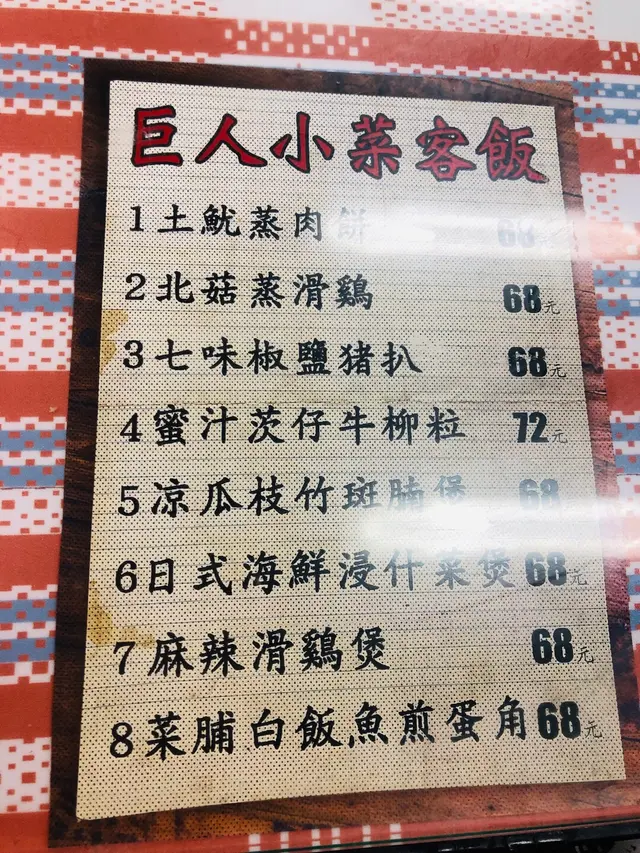 巨人小菜客飯
1土魷蒸肉餅 68元
2北菇蒸滑鷄 68元
3七味椒鹽猪扒 68元
4蜜汁茨仔牛柳粒 72元
5凉瓜枝竹斑腩煲 68
6日式海鮮浸什菜煲 68元
7麻辣滑鷄煲 68元
8菜脯白飯,魚煎蛋角 68元